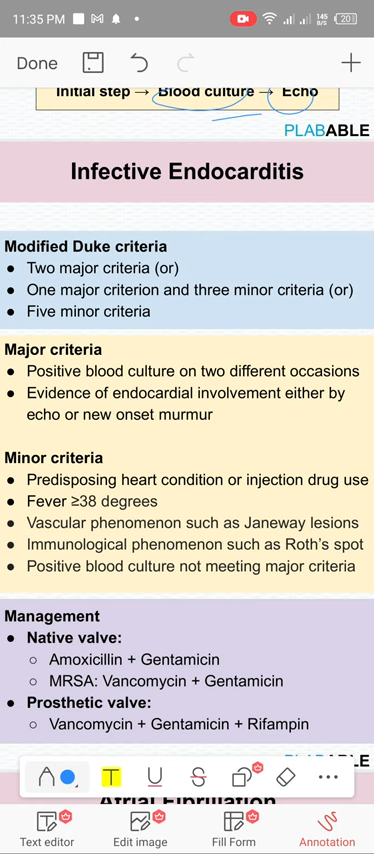 11:35 PM
145 B/S
20
Done
Initial step → Blood culture → Echo
PLABABLE
Infective Endocarditis
Modified Duke criteria
● Two major criteria (or)
● One major criterion and three minor criteria (or)
● Five minor criteria
Major criteria
● Positive blood culture on two different occasions
● Evidence of endocardial involvement either by
echo or new onset murmur
Minor criteria
● Predisposing heart condition or injection drug use
● Fever ≥38 degrees
● Vascular phenomenon such as Janeway lesions
● Immunological phenomenon such as Roth's spot
● Positive blood culture not meeting major criteria
Management
● Native valve:
○ Amoxicillin + Gentamicin
○ MRSA: Vancomycin + Gentamicin
● Prosthetic valve:
○ Vancomycin + Gentamicin + Rifampin
PLABABLE
T U S
Atrial Fibrillation
Text editor Edit image Fill Form Annotation